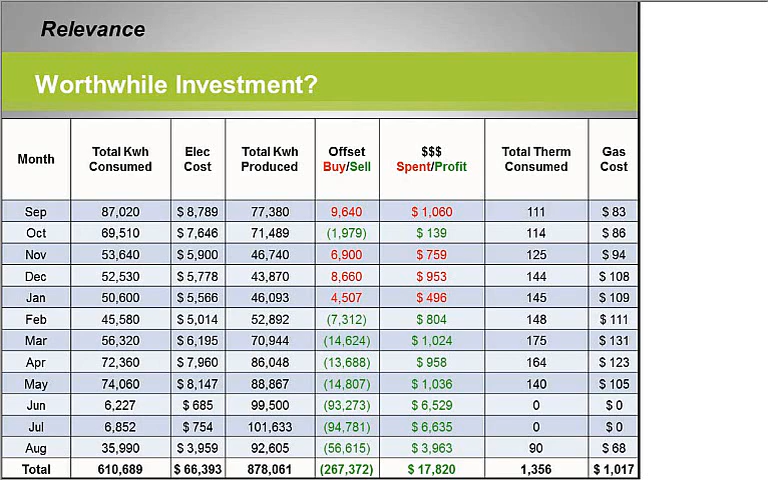 Relevance
Worthwhile Investment?
Month Total Kwh Consumed Elec Cost Total Kwh Produced Offset Buy/Sell $$$ Spent/Profit Total Therm Consumed Gas Cost
Sep 87,020 $ 8,789 77,380 9,640 $ 1,060 111 $ 83
Oct 69,510 $ 7,646 71,489 (1,979) $ 139 114 $ 86
Nov 53,640 $ 5,900 46,740 6,900 $ 759 125 $ 94
Dec 52,530 $ 5,778 43,870 8,660 $ 953 144 $ 108
Jan 50,600 $ 5,566 46,093 4,507 $ 496 145 $ 109
Feb 45,580 $ 5,014 52,892 (7,312) $ 804 148 $ 111
Mar 56,320 $ 6,195 70,944 (14,624) $ 1,024 175 $ 131
Apr 72,360 $ 7,960 86,048 (13,688) $ 958 164 $ 123
May 74,060 $ 8,147 88,867 (14,807) $ 1,036 140 $ 105
Jun 6,227 $ 685 99,500 (93,273) $ 6,529 0 $ 0
Jul 6,852 $ 754 101,633 (94,781) $ 6,635 0 $ 0
Aug 35,990 $ 3,959 92,605 (56,615) $ 3,963 90 $ 68
Total 610,689 $ 66,393 878,061 (267,372) $ 17,820 1,356 $ 1,017